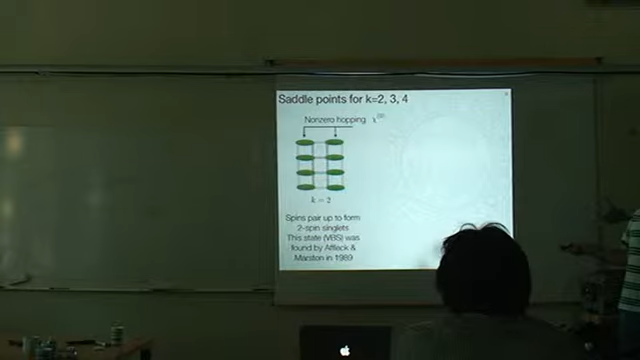 Saddle points for k=2, 3, 4
Nonzero hopping
k = 2
Spins pair up to form
2-spin singlets
This state (VBS) was
found by Affleck &
Marston in 1989